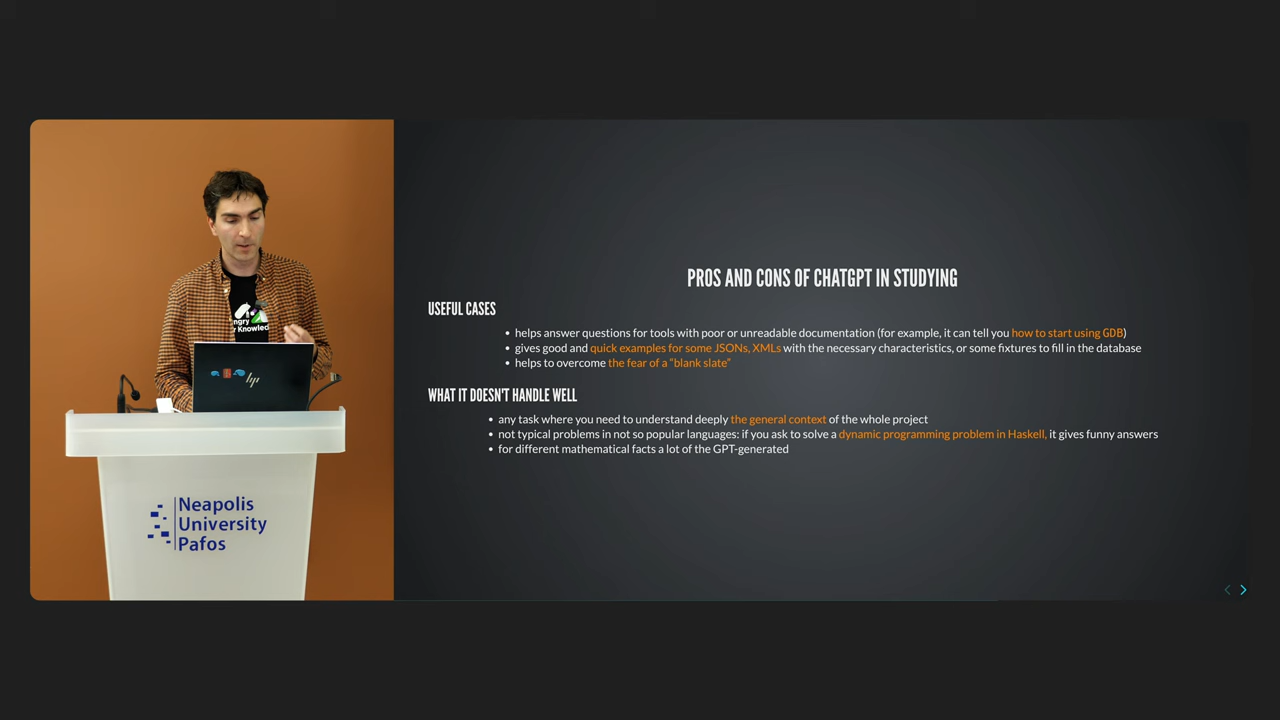 PROS AND CONS OF CHATGPT IN STUDYING
USEFUL CASES
• helps answer questions for tools with poor or unreadable documentation (for example, it can tell you how to start using GDB)
• gives good and quick examples for some JSONs, XMLs with the necessary characteristics, or some fixtures to fill in the database
• helps to overcome the fear of a "blank slate"
WHAT IT DOESN'T HANDLE WELL
• any task where you need to understand deeply the general context of the whole project
• not typical problems in not so popular languages: if you ask to solve a dynamic programming problem in Haskell, it gives funny answers
• for different mathematical facts a lot of the GPT-generated
ngry
Knowled
hp
Neapolis
University
Pafos